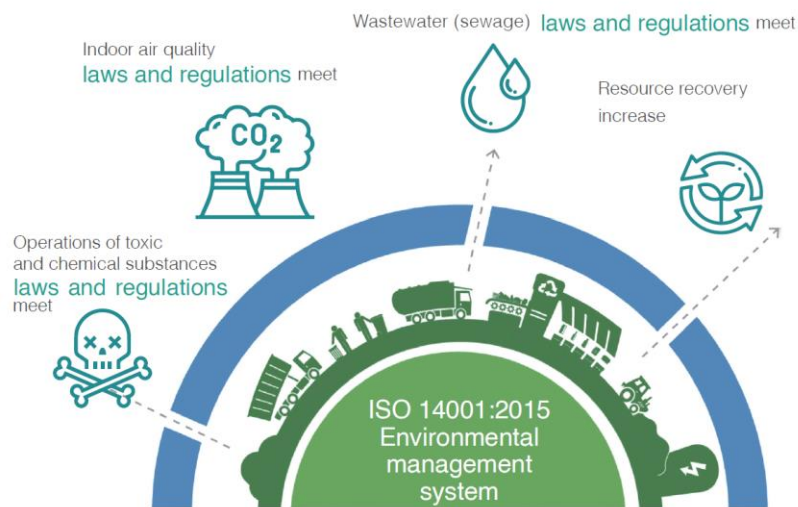 Wastewater (sewage) laws and regulations meet
Indoor air quality
laws and regulations meet
Resource recovery
increase
CO2
Operations of toxic
and chemical substances
laws and regulations
meet
ISO 14001:2015
Environmental
management
system